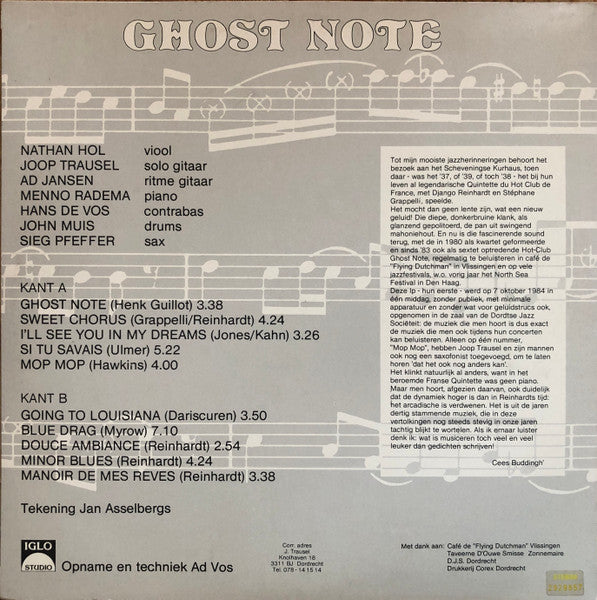 GHOST NOTE
NATHAN HOL viool
JOOP TRAUSEL solo gitaar
AD JANSEN ritme gitaar
MENNO RADEMA piano
HANS DE VOS contrabas
JOHN MUIS drums
SIEG PFEFFER sax
KANT A
GHOST NOTE (Henk Guillot) 3.38
SWEET CHORUS (Grappelli/Reinhardt) 4.24
I'LL SEE YOU IN MY DREAMS (Jones/Kahn) 3.26
SI TU SAVAIS (Ulmer) 5.22
MOP MOP (Hawkins) 4.00
KANT B
GOING TO LOUISIANA (Dariscuren) 3.50
BLUE DRAG (Myrow) 7.10
DOUCE AMBIANCE (Reinhardt) 2.54
MINOR BLUES (Reinhardt) 4.24
MANOIR DE MES REVES (Reinhardt) 3.38
Tekening Jan Asselbergs
Tot mijn mooiste jazzherinneringen behoort het
bezoek aan het Scheveningse Kurhaus, toen
daar - was het '37, of '39, of toch '38 - het bij hun
leven al legendarische Quintette du Hot Club de
France, met Django Reinhardt en Stéphane
Grappelli, speelde.
Het mocht dan geen lente zijn, wat een nieuw
geluid! Die diepe, donkerbruine klank, als
glanzend gepolitoerd, de pan uit swingend
mahoniehout. En nu is die fascinerende sound
terug, met de in 1980 als kwartet geformeerde
en sinds '83 ook als sextet optredende Hot-Club
Ghost Note, regelmatig te beluisteren in café de
"Flying Dutchman" in Vlissingen en op vele
jazzfestivals, w.o. vorig jaar het North Sea
Festival in Den Haag.
Deze lp - hun eerste - werd op 7 oktober 1984 in
één middag, zonder publiek, met minimale
apparatuur en zonder wat voor geluidstrucs ook,
opgenomen in de zaal van de Dordtse Jazz
Sociëteit: de muziek die men hoort is dus exact
de muziek die men ook tijdens hun concerten
kan beluisteren. Alleen op één nummer,
"Mop Mop", hebben Joop Trausel en zijn mannen
ook nog een saxofonist toegevoegd, om te laten
horen 'dat het ook nog anders kan'.
Het klinkt natuurlijk al anders, want in het
beroemde Franse Quintette was geen piano.
Maar men hoort, afgezien daarvan, ook duidelijk
dat de dynamiek hoger is dan in Reinhardts tijd:
het arcadische is verdwenen. Het is uit de jaren
dertig stammende muziek, die in deze
vertolkingen nog steeds stevig in onze jaren
tachtig blijkt te wortelen. Als ik ernaar luister
denk ik: wat is musiceren toch veel en veel
leuker dan gedichten schrijven!
Cees Buddingh'
IGLO
STUDIO
Opname en techniek Ad Vos
Corr. adres
J. Trausel
Knolhaven 16
3311 BJ Dordrecht
Tel. 078 - 14 15 14
Met dank aan: Café de "Flying Dutchman" Vlissingen
Taveerne D'Ouwe Smisse Zonnemaire
D.J.S. Dordrecht
Drukkerij Corex Dordrecht